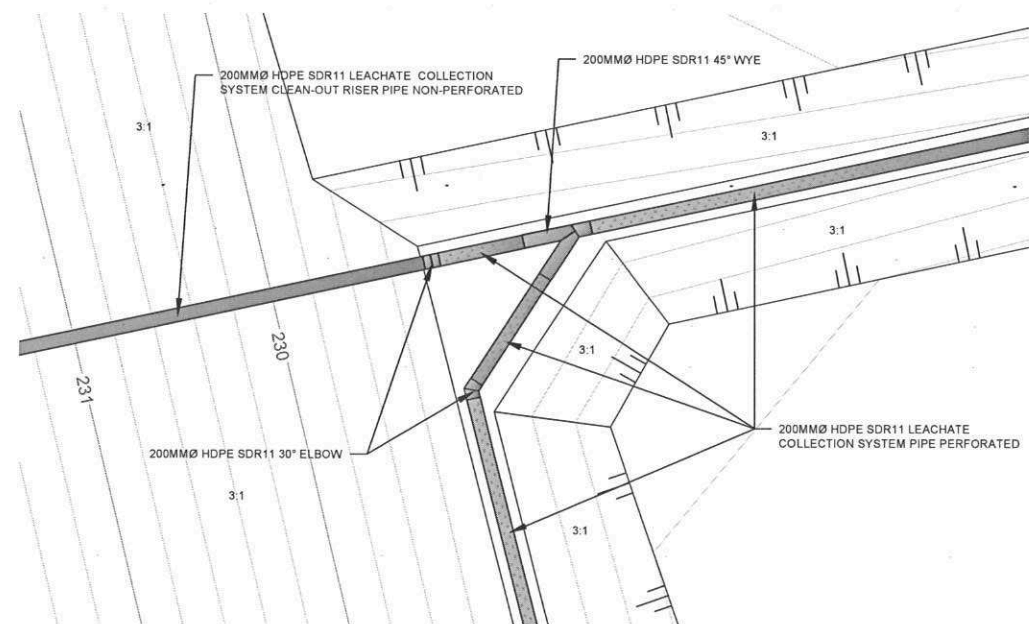 200MMØ HDPE SDR11 LEACHATE COLLECTION
SYSTEM CLEAN-OUT RISER PIPE NON-PERFORATED
200MMØ HDPE SDR11 45° WYE
3:1
3:1
3:1
230
231
3:1
200MMØ HDPE SDR11 LEACHATE
COLLECTION SYSTEM PIPE PERFORATED
200MMØ HDPE SDR11 30° ELBOW
3:1
3:1